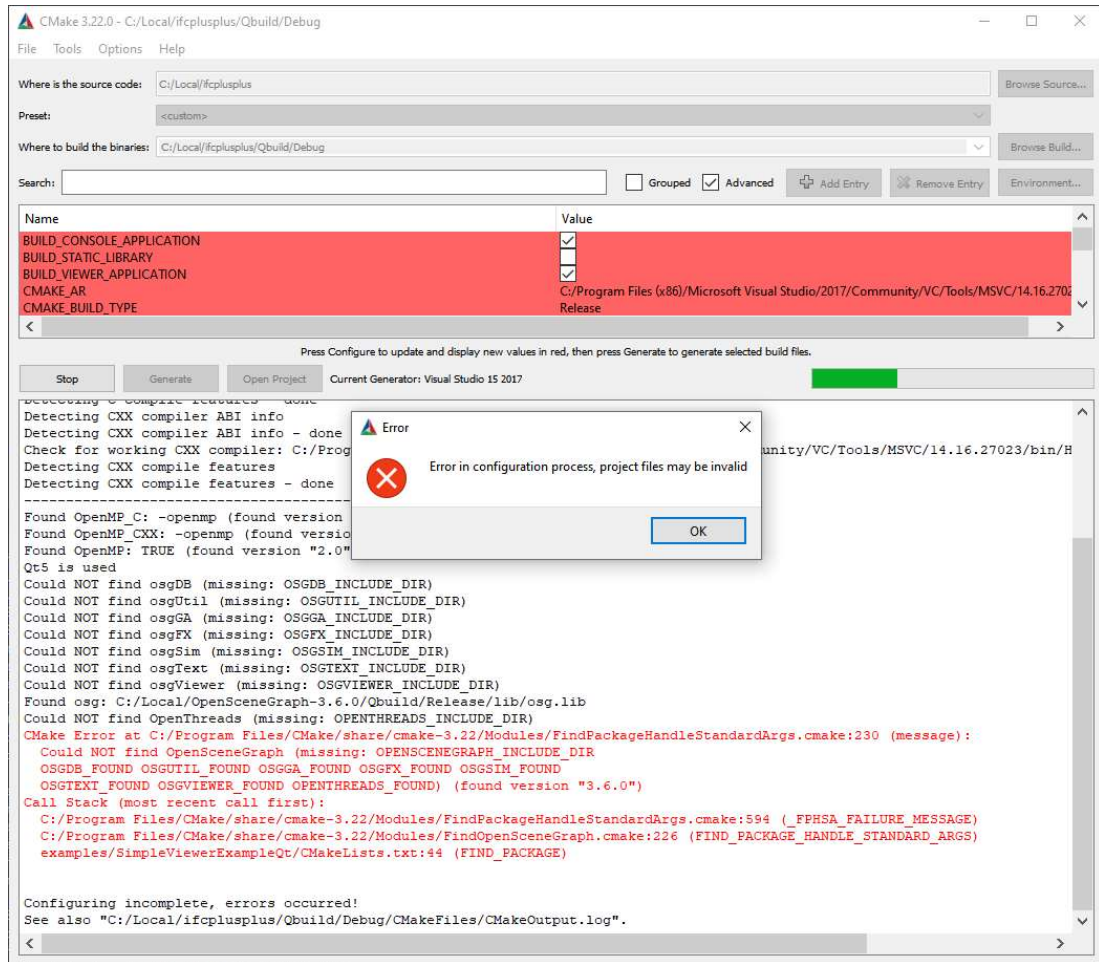 CMake 3.22.0 - C:/Local/ifcplusplus/Qbuild/Debug
File Tools Options Help
Where is the source code: C:/Local/ifcplusplus Browse Source...
Preset: <custom>
Where to build the binaries: C:/Local/ifcplusplus/Qbuild/Debug Browse Build...
Search: Grouped Advanced Add Entry Remove Entry Environment...
Name Value
BUILD_CONSOLE_APPLICATION
BUILD_STATIC_LIBRARY
BUILD_VIEWER_APPLICATION
CMAKE_AR C:/Program Files (x86)/Microsoft Visual Studio/2017/Community/VC/Tools/MSVC/14.16.2702
CMAKE_BUILD_TYPE Release
Press Configure to update and display new values in red, then press Generate to generate selected build files.
Stop Generate Open Project Current Generator: Visual Studio 15 2017
Detecting C compile features - done
Detecting CXX compiler ABI info
Detecting CXX compiler ABI info - done
Check for working CXX compiler: C:/Prog unity/VC/Tools/MSVC/14.16.27023/bin/H
Detecting CXX compile features
Detecting CXX compile features - done
Error
Error in configuration process, project files may be invalid
OK
Found OpenMP_C: -openmp (found version
Found OpenMP_CXX: -openmp (found versio
Found OpenMP: TRUE (found version "2.0"
Qt5 is used
Could NOT find osgDB (missing: OSGDB_INCLUDE_DIR)
Could NOT find osgUtil (missing: OSGUTIL_INCLUDE_DIR)
Could NOT find osgGA (missing: OSGGA_INCLUDE_DIR)
Could NOT find osgFX (missing: OSGFX_INCLUDE_DIR)
Could NOT find osgSim (missing: OSGSIM_INCLUDE_DIR)
Could NOT find osgText (missing: OSGTEXT_INCLUDE_DIR)
Could NOT find osgViewer (missing: OSGVIEWER_INCLUDE_DIR)
Found osg: C:/Local/OpenSceneGraph-3.6.0/Qbuild/Release/lib/osg.lib
Could NOT find OpenThreads (missing: OPENTHREADS_INCLUDE_DIR)
CMake Error at C:/Program Files/CMake/share/cmake-3.22/Modules/FindPackageHandleStandardArgs.cmake:230 (message):
Could NOT find OpenSceneGraph (missing: OPENSCENEGRAPH_INCLUDE_DIR
OSGDB_FOUND OSGUTIL_FOUND OSGGA_FOUND OSGFX_FOUND OSGSIM_FOUND
OSGTEXT_FOUND OSGVIEWER_FOUND OPENTHREADS_FOUND) (found version "3.6.0")
Call Stack (most recent call first):
C:/Program Files/CMake/share/cmake-3.22/Modules/FindPackageHandleStandardArgs.cmake:594 (_FPHSA_FAILURE_MESSAGE)
C:/Program Files/CMake/share/cmake-3.22/Modules/FindOpenSceneGraph.cmake:226 (FIND_PACKAGE_HANDLE_STANDARD_ARGS)
examples/SimpleViewerExampleQt/CMakeLists.txt:44 (FIND_PACKAGE)
Configuring incomplete, errors occurred!
See also "C:/Local/ifcplusplus/Qbuild/Debug/CMakeFiles/CMakeOutput.log".